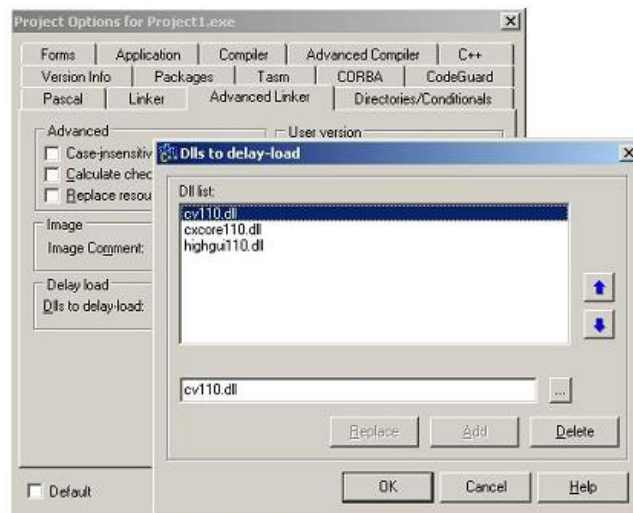 Project Options for Project1.exe
Forms Application Compiler Advanced Compiler C++
Version Info Packages Tasm CORBA CodeGuard
Pascal Linker Advanced Linker Directories/Conditionals
Advanced
User version
Case-insensitiv
Calculate chec
Replace resou
Image
Image Comment:
Delay load
Dlls to delay-load:
Default
Dlls to delay-load
Dll list:
cv110.dll
cxcore110.dll
highgui110.dll
cv110.dll
...
Replace Add Delete
OK Cancel Help